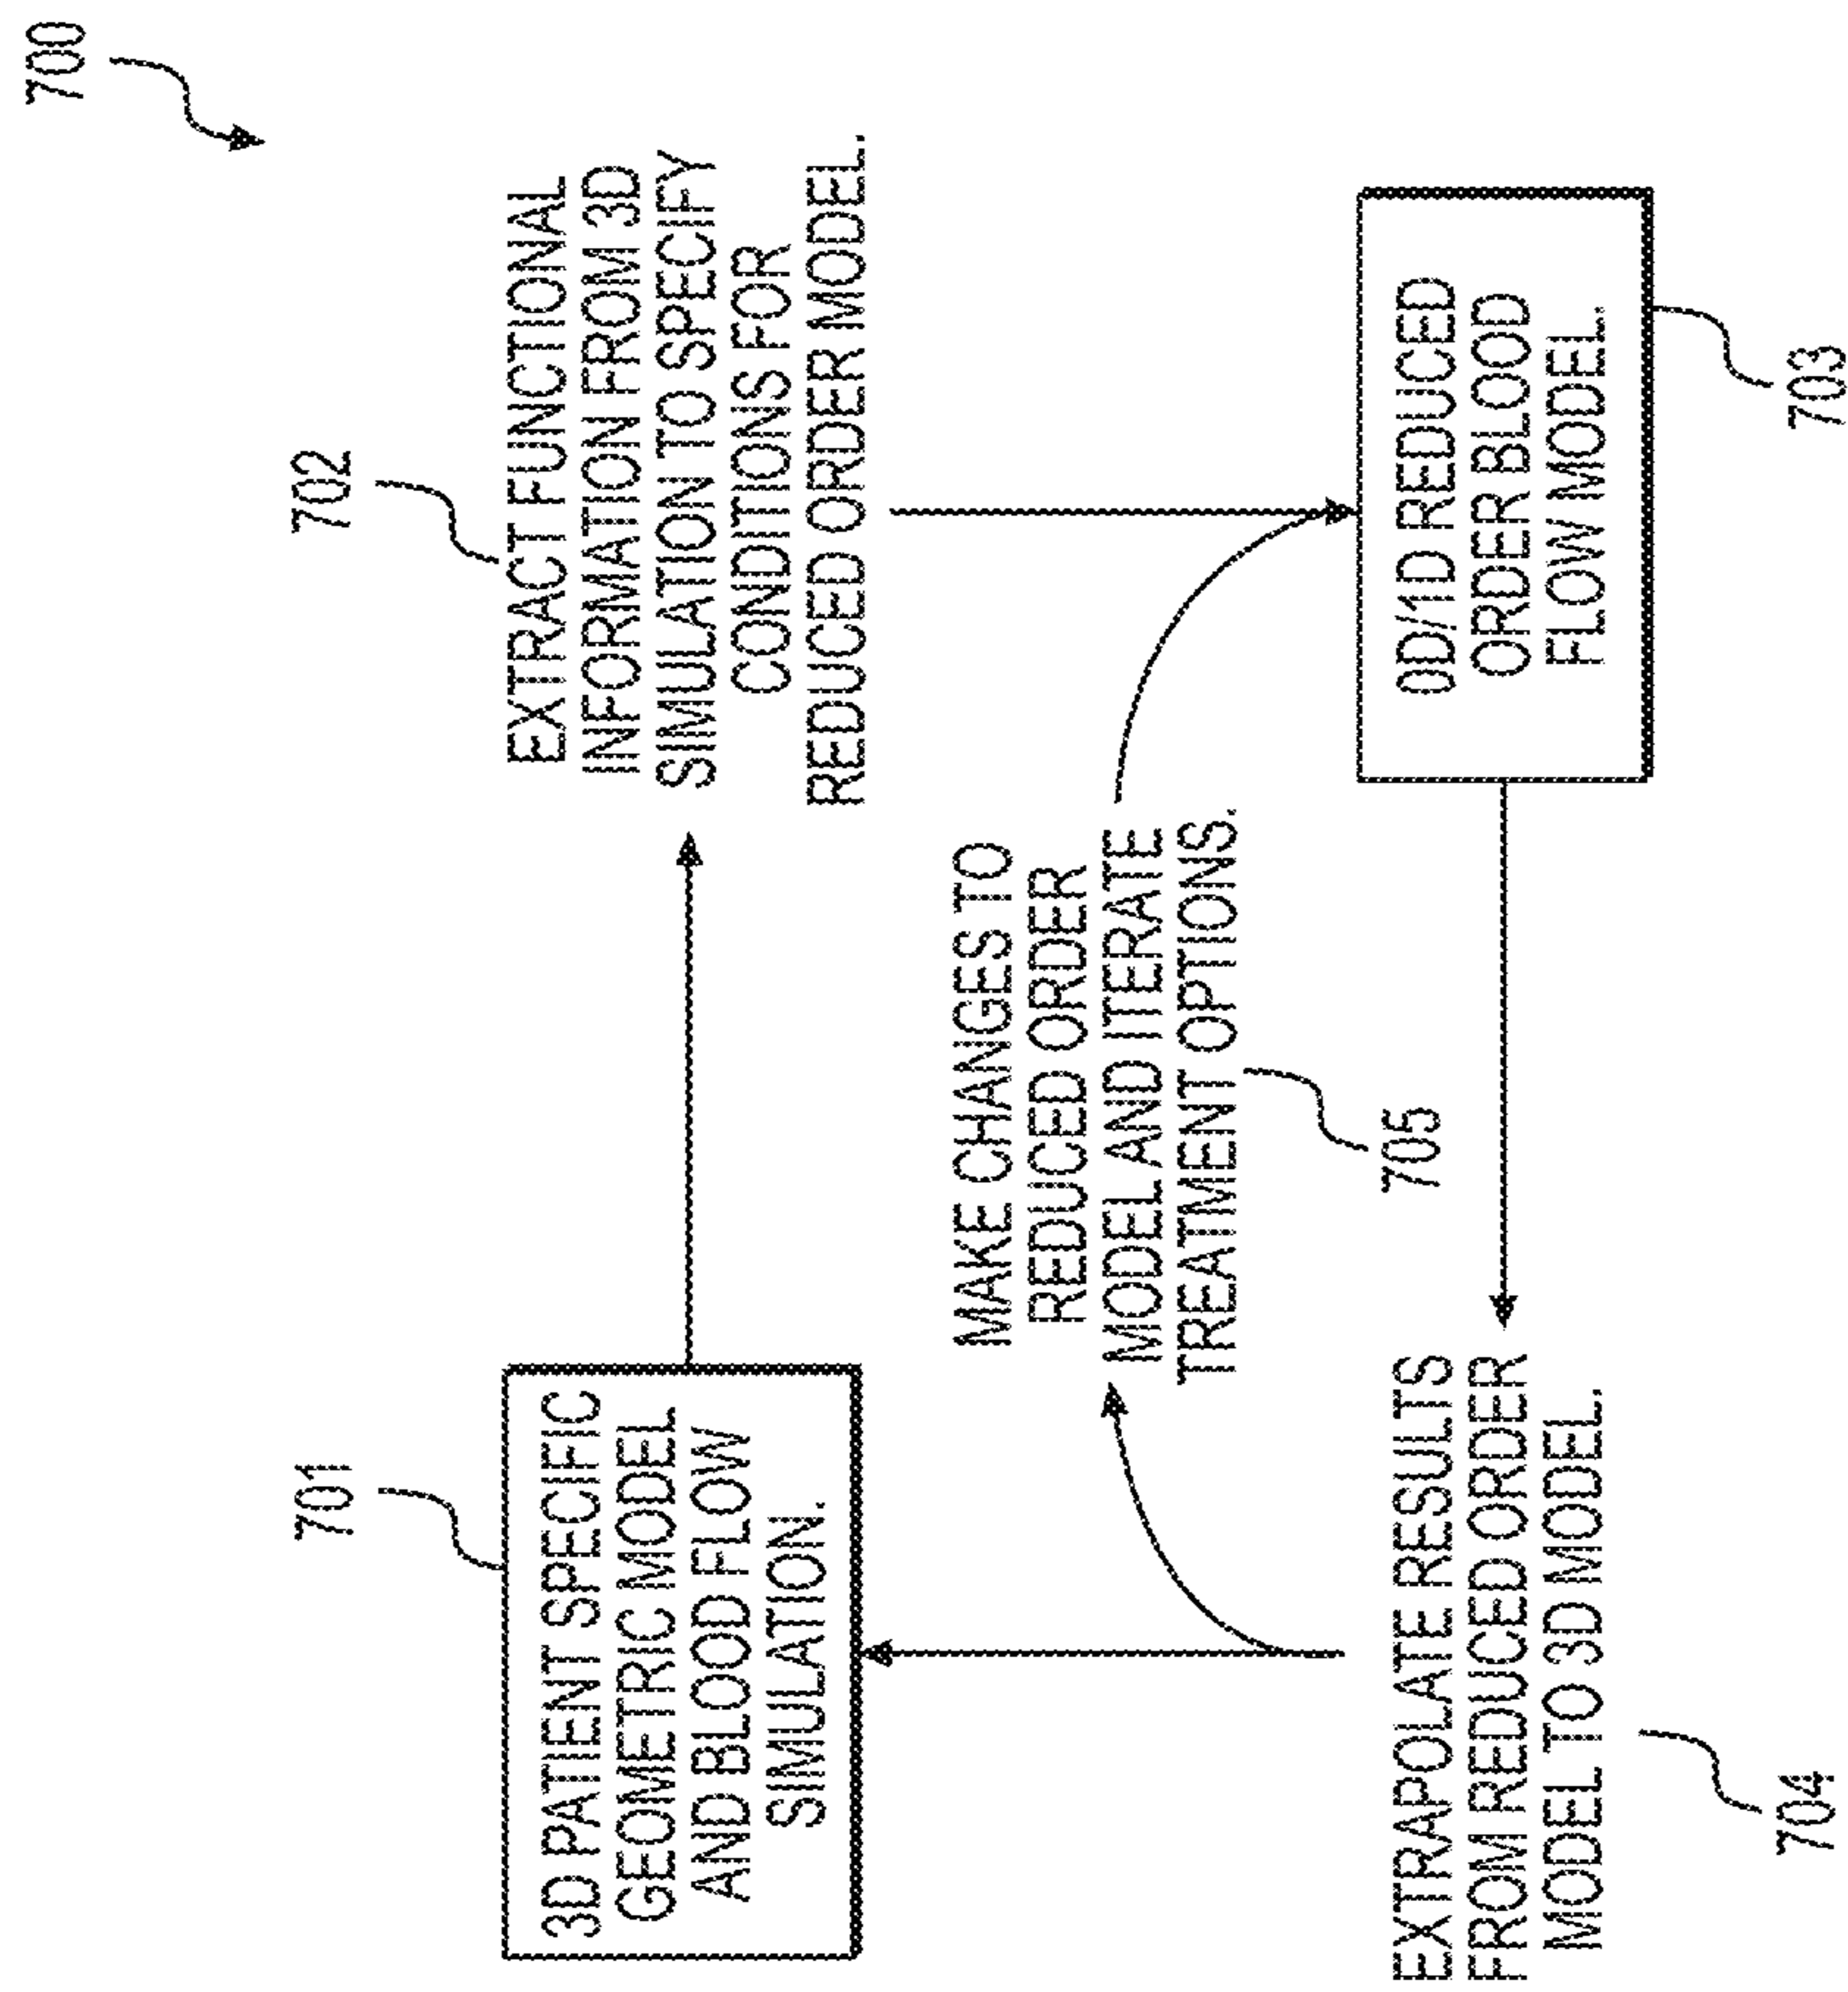 700
701
3D PATIENT SPECIFIC
GEOMETRIC MODEL
AND BLOOD FLOW
SIMULATION.
702
EXTRACT FUNCTIONAL
INFORMATION FROM 3D
SIMULATION TO SPECIFY
CONDITIONS FOR
REDUCED ORDER MODEL.
MAKE CHANGES TO
REDUCED ORDER
MODEL AND ITERATE
TREATMENT OPTIONS.
705
EXTRAPOLATE RESULTS
FROM REDUCED ORDER
MODEL TO 3D MODEL.
704
0D/1D REDUCED
ORDER BLOOD
FLOW MODEL.
703